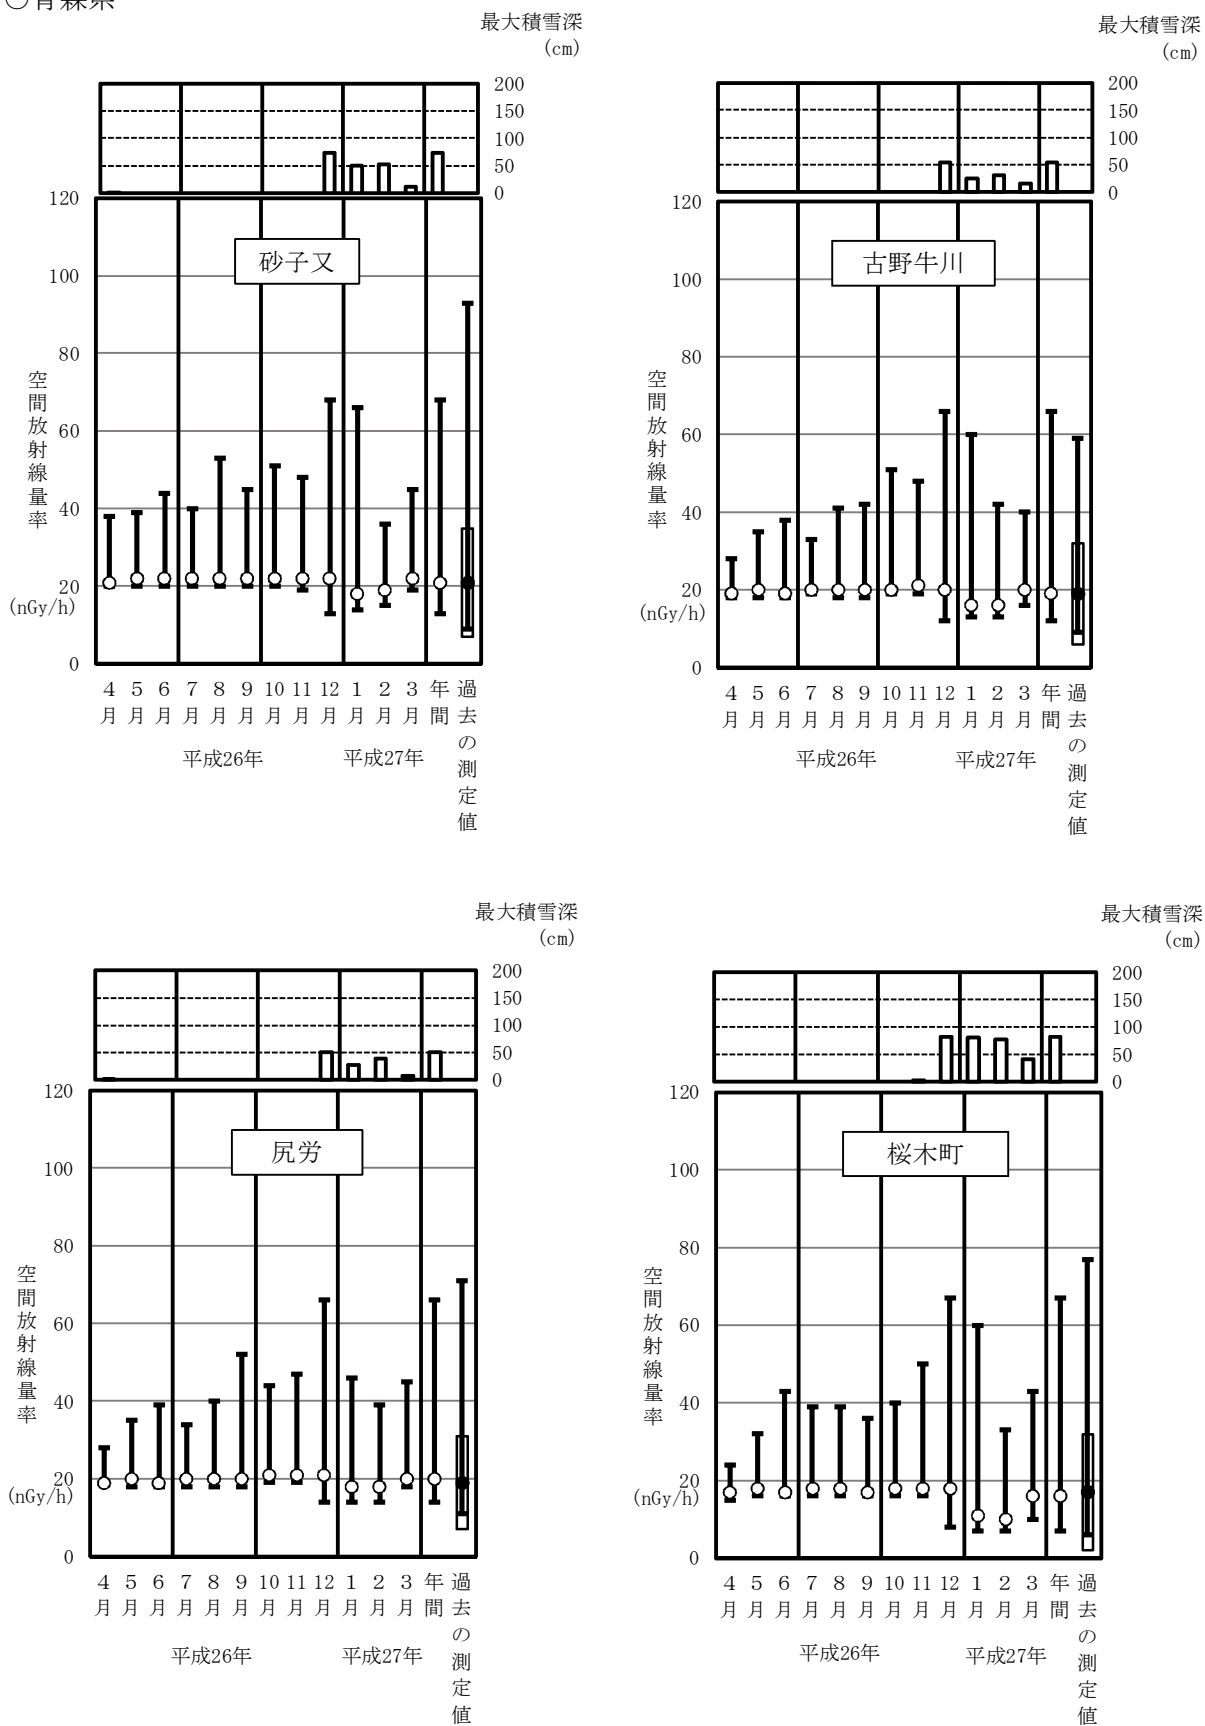 ○青森県
最大積雪深
(cm)
200
150
100
50
0
砂子又
120
100
80
60
40
20
0
空間放射線量率
(nGy/h)
4月 5月 6月 7月 8月 9月 10月 11月 12月 1月 2月 3月 年間 過去の測定値
平成26年 平成27年
最大積雪深
(cm)
200
150
100
50
0
古野牛川
120
100
80
60
40
20
0
空間放射線量率
(nGy/h)
4月 5月 6月 7月 8月 9月 10月 11月 12月 1月 2月 3月 年間 過去の測定値
平成26年 平成27年
最大積雪深
(cm)
200
150
100
50
0
尻労
120
100
80
60
40
20
0
空間放射線量率
(nGy/h)
4月 5月 6月 7月 8月 9月 10月 11月 12月 1月 2月 3月 年間 過去の測定値
平成26年 平成27年
最大積雪深
(cm)
200
150
100
50
0
桜木町
120
100
80
60
40
20
0
空間放射線量率
(nGy/h)
4月 5月 6月 7月 8月 9月 10月 11月 12月 1月 2月 3月 年間 過去の測定値
平成26年 平成27年